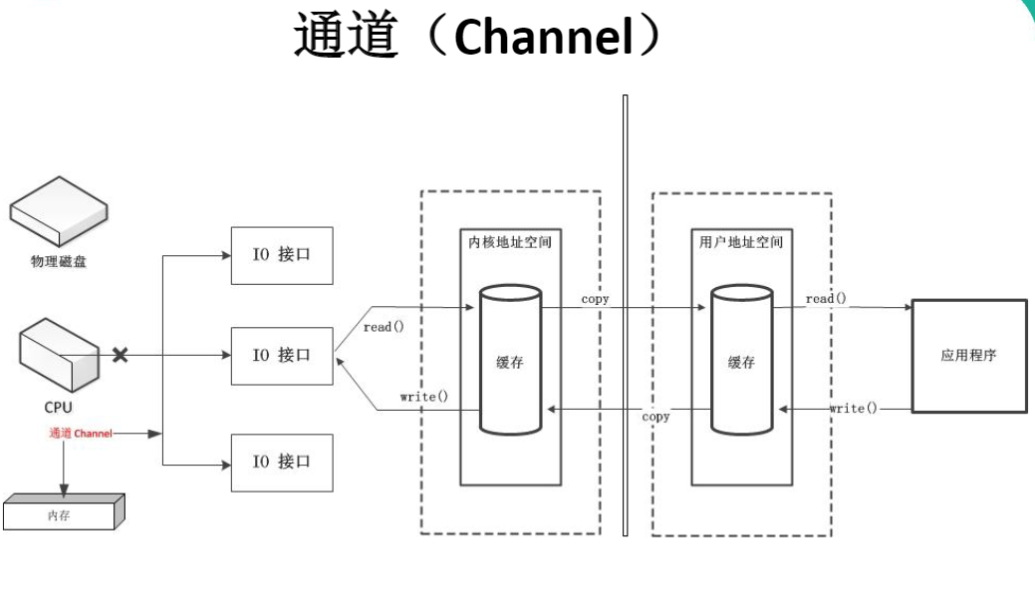 通道（Channel）
物理磁盘
CPU
通道 Channel
内存
IO 接口
IO 接口
IO 接口
read()
write()
内核地址空间
缓存
copy
copy
用户地址空间
缓存
read()
write()
应用程序